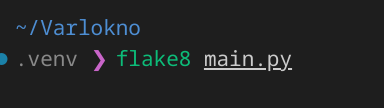 ~/Varlokno
.venv ❯ flake8 main.py